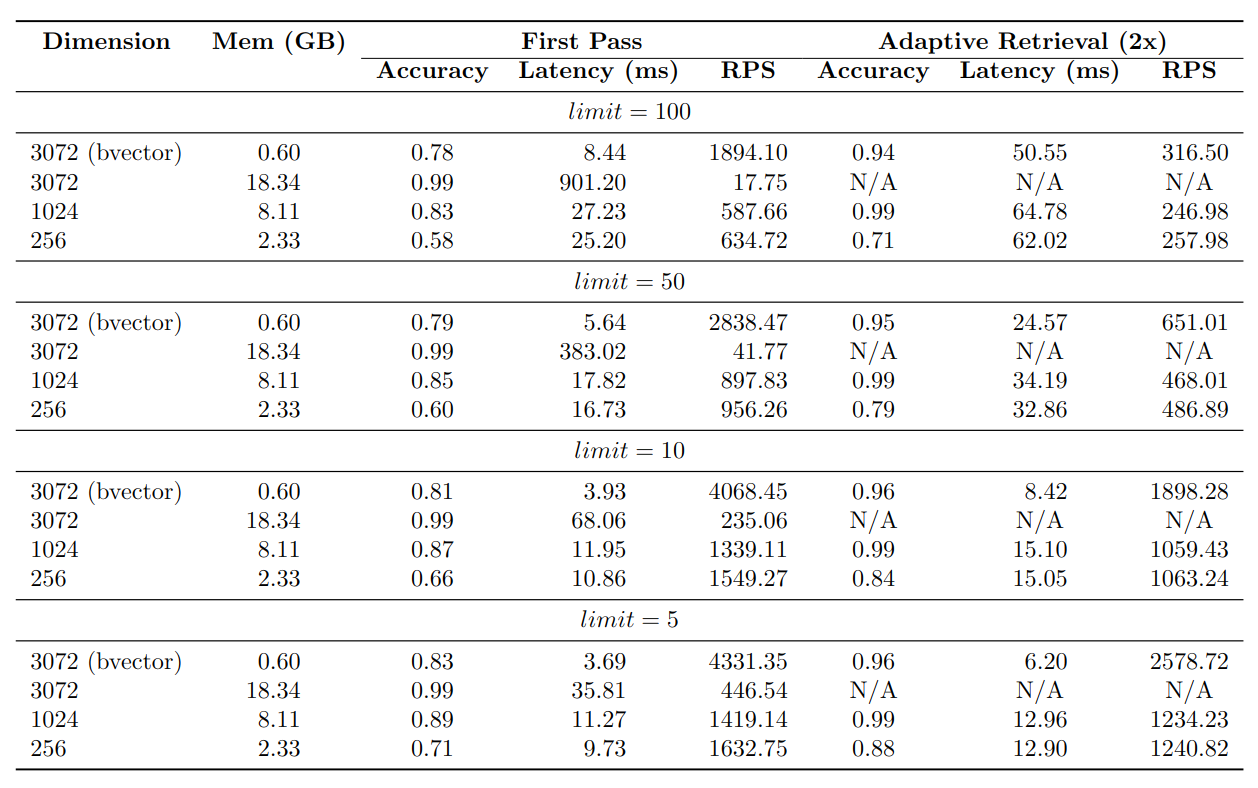 Dimension Mem (GB) First Pass Adaptive Retrieval (2x)
Accuracy Latency (ms) RPS Accuracy Latency (ms) RPS
limit = 100
3072 (bvector) 0.60 0.78 8.44 1894.10 0.94 50.55 316.50
3072 18.34 0.99 901.20 17.75 N/A N/A N/A
1024 8.11 0.83 27.23 587.66 0.99 64.78 246.98
256 2.33 0.58 25.20 634.72 0.71 62.02 257.98
limit = 50
3072 (bvector) 0.60 0.79 5.64 2838.47 0.95 24.57 651.01
3072 18.34 0.99 383.02 41.77 N/A N/A N/A
1024 8.11 0.85 17.82 897.83 0.99 34.19 468.01
256 2.33 0.60 16.73 956.26 0.79 32.86 486.89
limit = 10
3072 (bvector) 0.60 0.81 3.93 4068.45 0.96 8.42 1898.28
3072 18.34 0.99 68.06 235.06 N/A N/A N/A
1024 8.11 0.87 11.95 1339.11 0.99 15.10 1059.43
256 2.33 0.66 10.86 1549.27 0.84 15.05 1063.24
limit = 5
3072 (bvector) 0.60 0.83 3.69 4331.35 0.96 6.20 2578.72
3072 18.34 0.99 35.81 446.54 N/A N/A N/A
1024 8.11 0.89 11.27 1419.14 0.99 12.96 1234.23
256 2.33 0.71 9.73 1632.75 0.88 12.90 1240.82